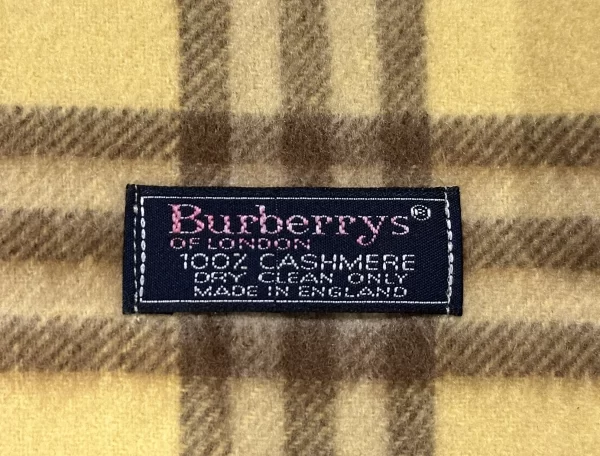 Burberrys®
OF LONDON
100% CASHMERE
DRY CLEAN ONLY
MADE IN ENGLAND